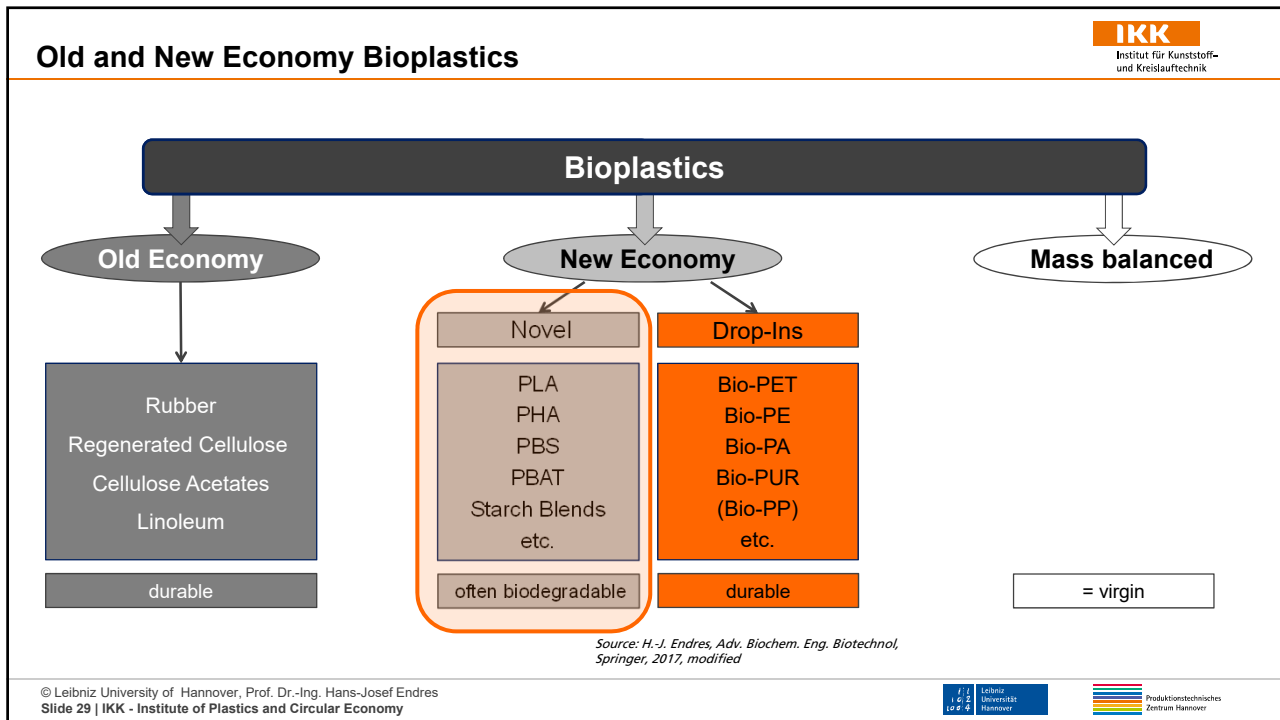 Old and New Economy Bioplastics
IKK
Institut für Kunststoff-
und Kreislauftechnik
Bioplastics
Old Economy
New Economy
Mass balanced
Novel
Drop-Ins
Rubber
Regenerated Cellulose
Cellulose Acetates
Linoleum
PLA
PHA
PBS
PBAT
Starch Blends
etc.
Bio-PET
Bio-PE
Bio-PA
Bio-PUR
(Bio-PP)
etc.
durable
often biodegradable
durable
= virgin
Source: H.-J. Endres, Adv. Biochem. Eng. Biotechnol,
Springer, 2017, modified
© Leibniz University of Hannover, Prof. Dr.-Ing. Hans-Josef Endres
Slide 29 | IKK - Institute of Plastics and Circular Economy
Leibniz
Universität
Hannover
Produktionstechnisches
Zentrum Hannover